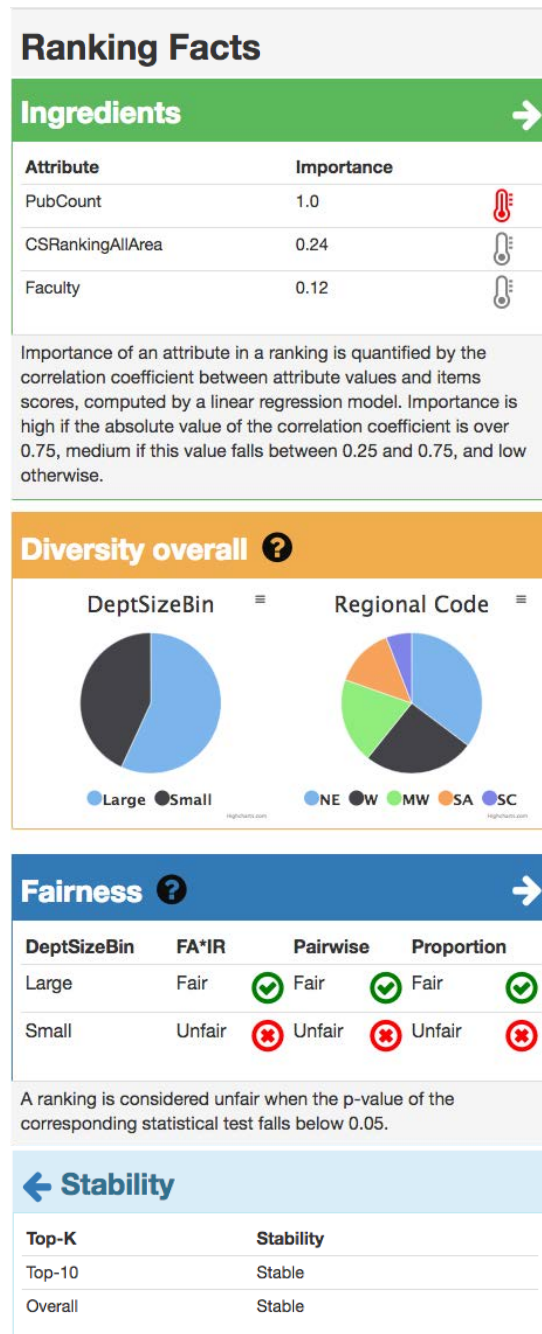 Ranking Facts
Ingredients
Attribute Importance
PubCount 1.0
CSRankingAllArea 0.24
Faculty 0.12
Importance of an attribute in a ranking is quantified by the
correlation coefficient between attribute values and items
scores, computed by a linear regression model. Importance is
high if the absolute value of the correlation coefficient is over
0.75, medium if this value falls between 0.25 and 0.75, and low
otherwise.
Diversity overall ?
DeptSizeBin Regional Code
Large Small NE W MW SA SC
Highcharts.com Highcharts.com
Fairness ?
DeptSizeBin FA*IR Pairwise Proportion
Large Fair Fair Fair
Small Unfair Unfair Unfair
A ranking is considered unfair when the p-value of the
corresponding statistical test falls below 0.05.
Stability
Top-K Stability
Top-10 Stable
Overall Stable